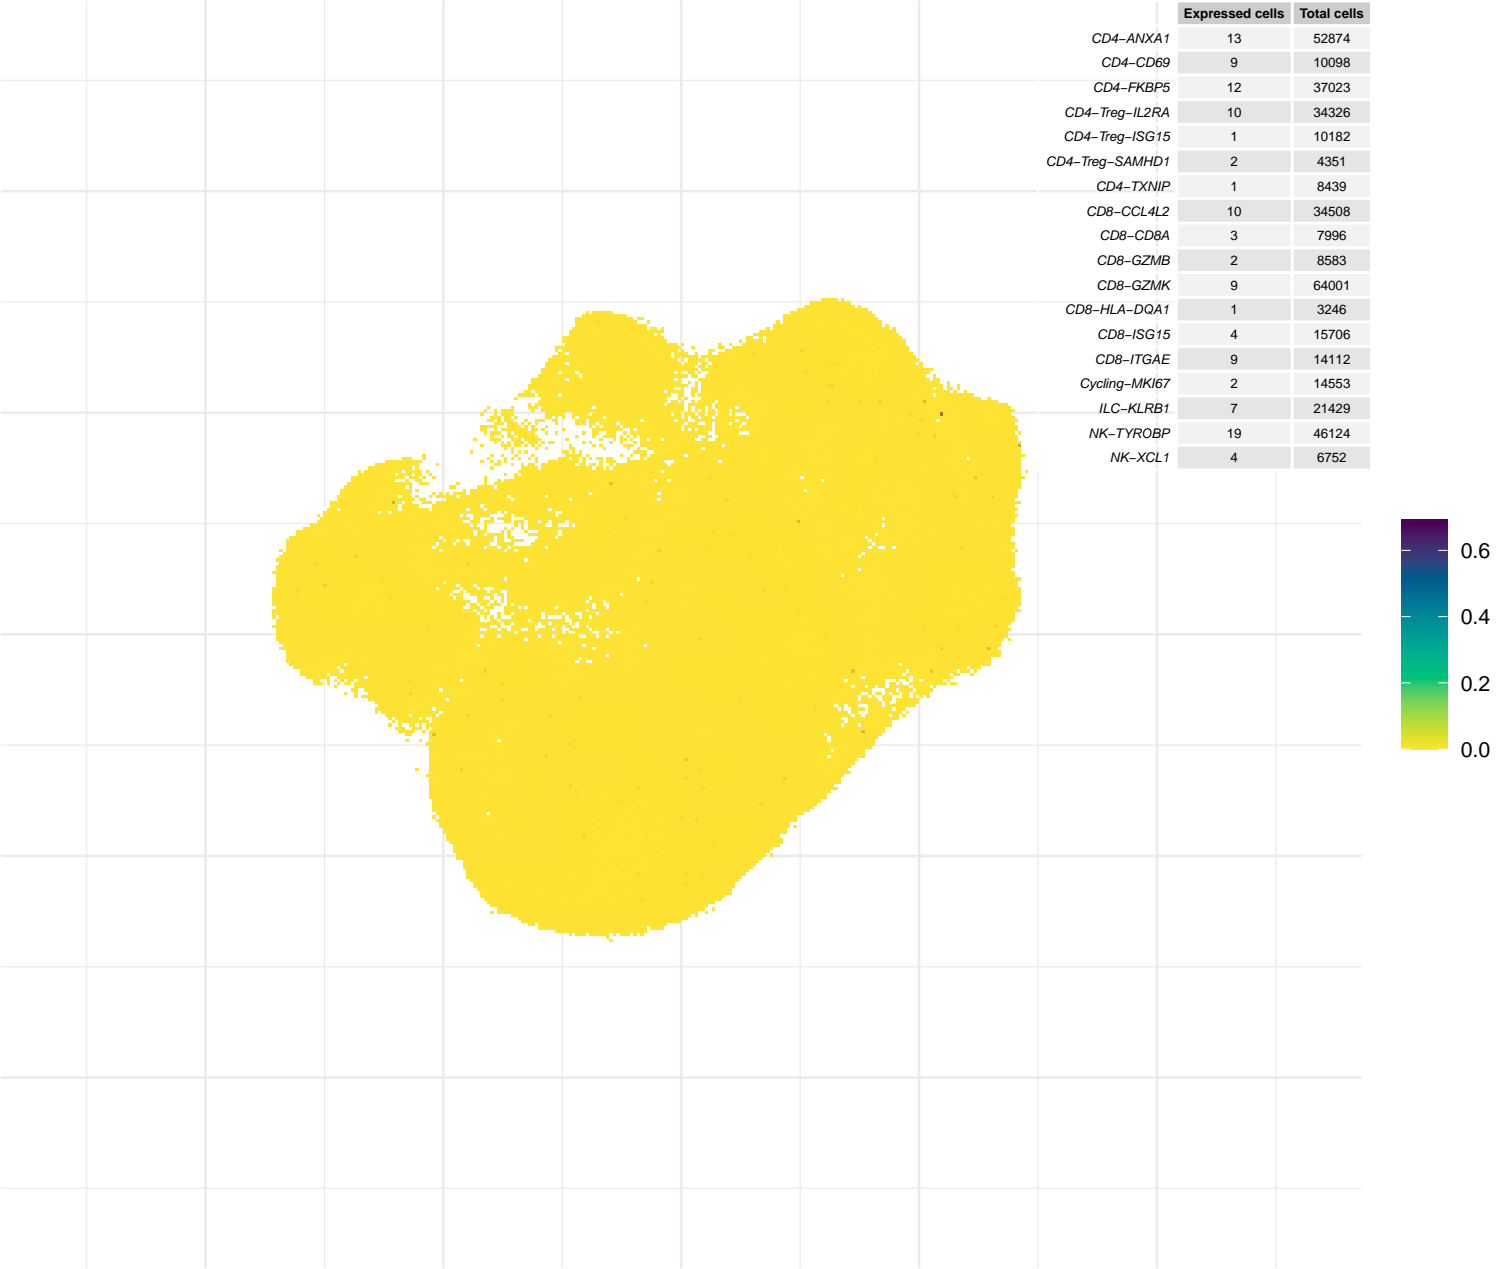 Expressed cells Total cells
CD4−ANXA1 13 52874
CD4−CD69 9 10098
CD4−FKBP5 12 37023
CD4−Treg−IL2RA 10 34326
CD4−Treg−ISG15 1 10182
CD4−Treg−SAMHD1 2 4351
CD4−TXNIP 1 8439
CD8−CCL4L2 10 34508
CD8−CD8A 3 7996
CD8−GZMB 2 8583
CD8−GZMK 9 64001
CD8−HLA−DQA1 1 3246
CD8−ISG15 4 15706
CD8−ITGAE 9 14112
Cycling−MKI67 2 14553
ILC−KLRB1 7 21429
NK−TYROBP 19 46124
NK−XCL1 4 6752
0.6
0.4
0.2
0.0